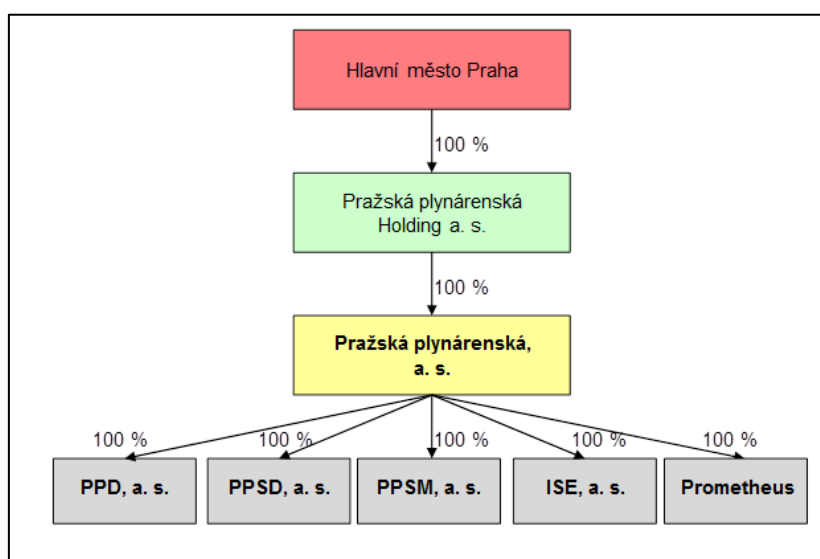 Hlavní město Praha
100 %
Pražská plynárenská
Holding a. s.
100 %
Pražská plynárenská,
a. s.
100 %
100 %
100 %
100 %
100 %
PPD, a. s.
PPSD, a. s.
PPSM, a. s.
ISE, a. s.
Prometheus